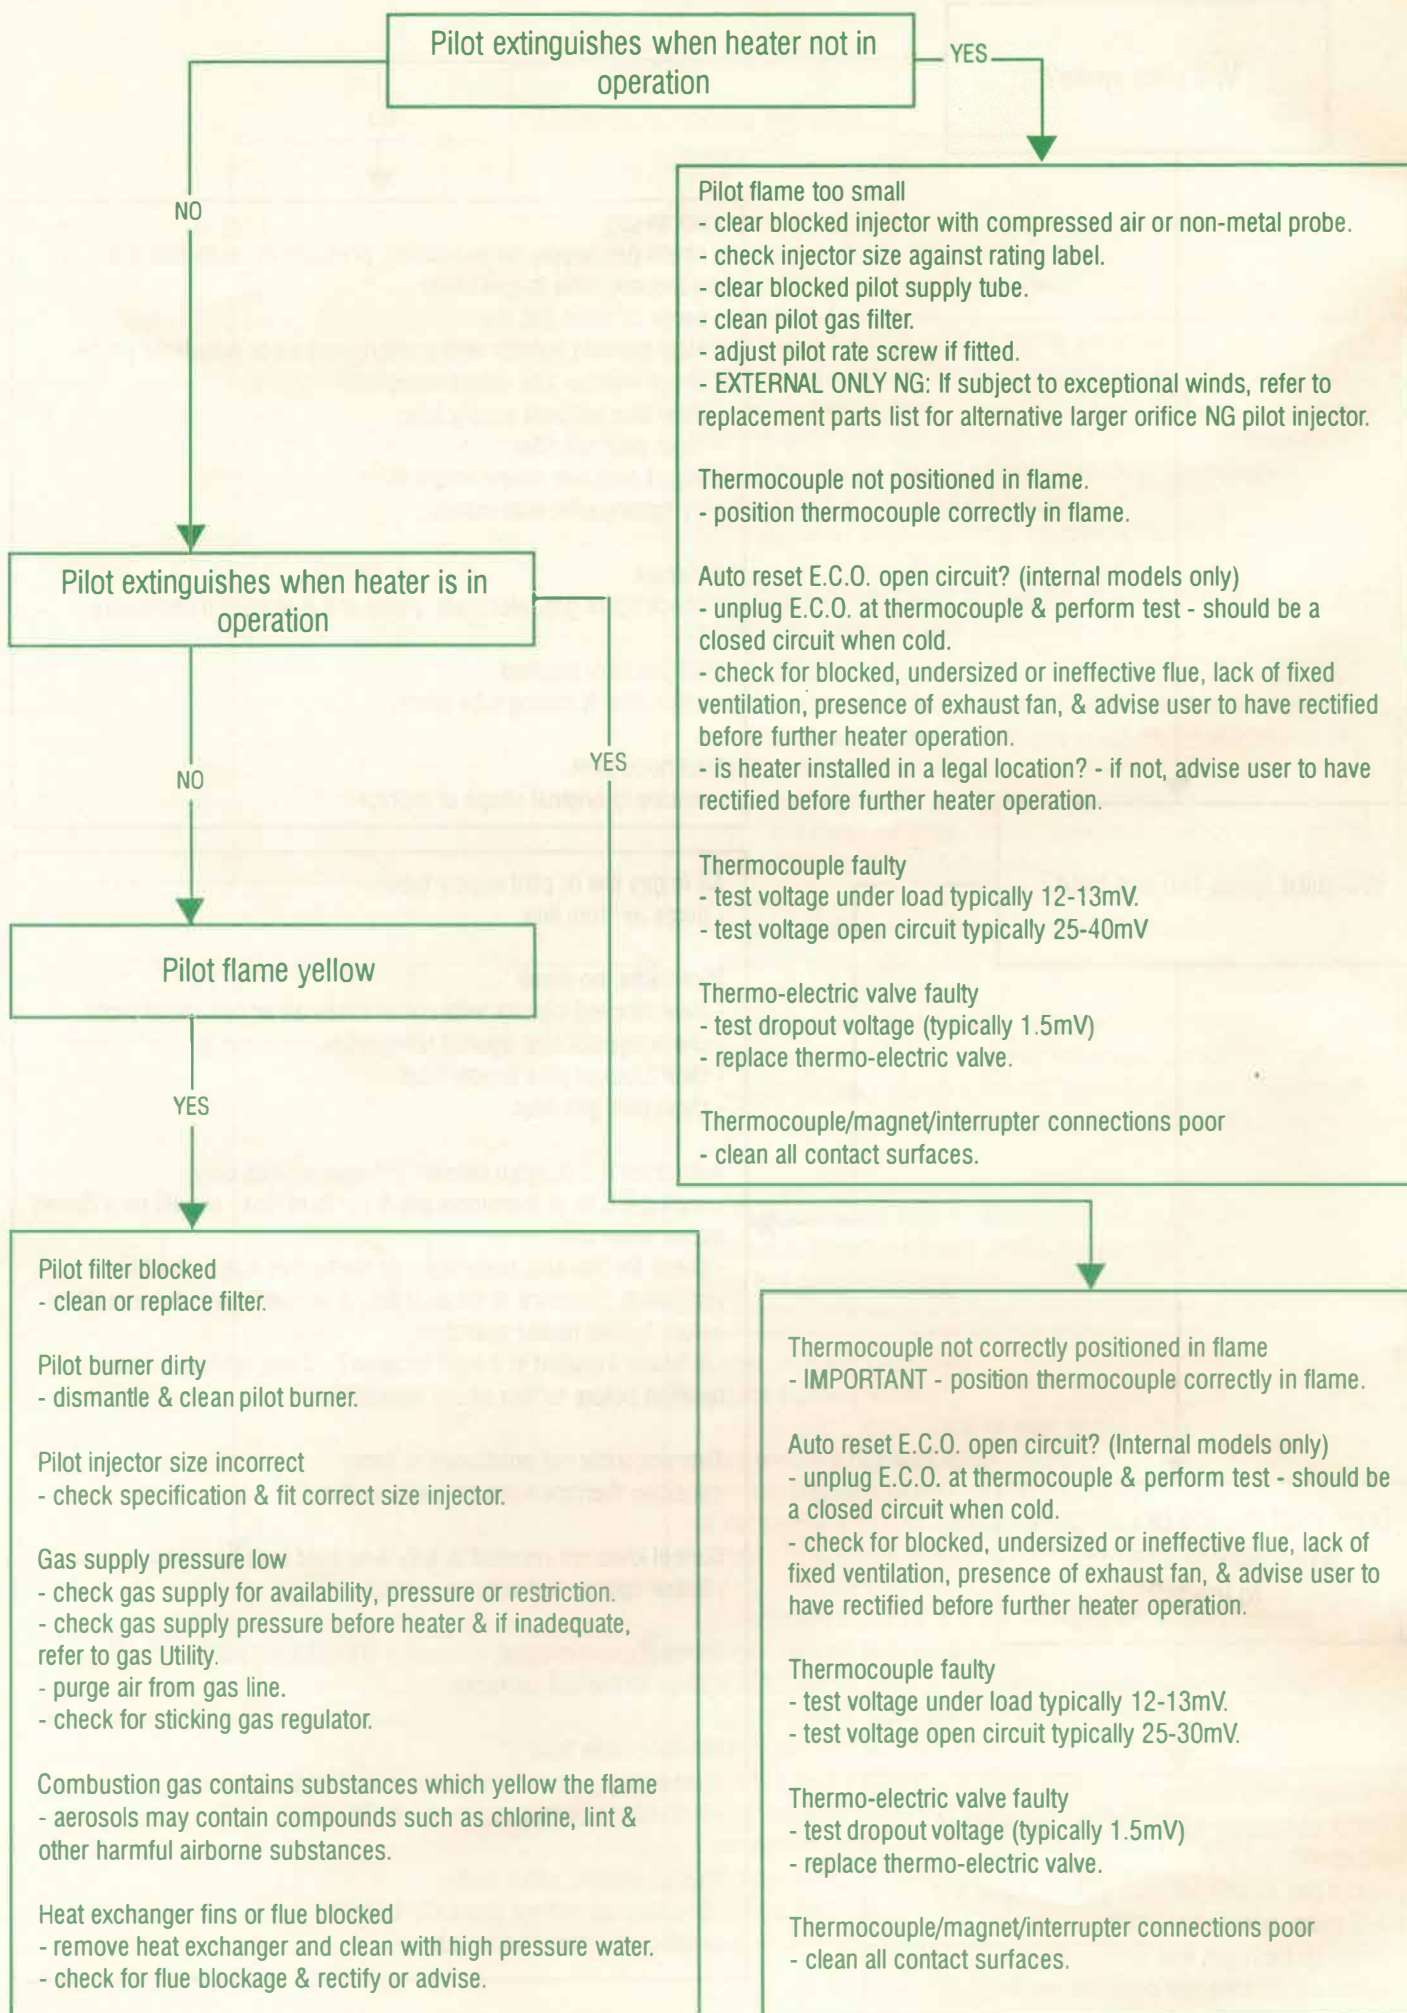 Pilot extinguishes when heater not in
operation
YES
NO
Pilot flame too small
- clear blocked injector with compressed air or non-metal probe.
- check injector size against rating label.
- clear blocked pilot supply tube.
- clean pilot gas filter.
- adjust pilot rate screw if fitted.
- EXTERNAL ONLY NG: If subject to exceptional winds, refer to
replacement parts list for alternative larger orifice NG pilot injector.
Thermocouple not positioned in flame.
- position thermocouple correctly in flame.
Auto reset E.C.O. open circuit? (internal models only)
- unplug E.C.O. at thermocouple & perform test - should be a
closed circuit when cold.
- check for blocked, undersized or ineffective flue, lack of fixed
ventilation, presence of exhaust fan, & advise user to have rectified
before further heater operation.
- is heater installed in a legal location? - if not, advise user to have
rectified before further heater operation.
Thermocouple faulty
- test voltage under load typically 12-13mV.
- test voltage open circuit typically 25-40mV
Thermo-electric valve faulty
- test dropout voltage (typically 1.5mV)
- replace thermo-electric valve.
Thermocouple/magnet/interrupter connections poor
- clean all contact surfaces.
Pilot extinguishes when heater is in
operation
YES
NO
Pilot flame yellow
YES
Pilot filter blocked
- clean or replace filter.
Pilot burner dirty
- dismantle & clean pilot burner.
Pilot injector size incorrect
- check specification & fit correct size injector.
Gas supply pressure low
- check gas supply for availability, pressure or restriction.
- check gas supply pressure before heater & if inadequate,
refer to gas Utility.
- purge air from gas line.
- check for sticking gas regulator.
Combustion gas contains substances which yellow the flame
- aerosols may contain compounds such as chlorine, lint &
other harmful airborne substances.
Heat exchanger fins or flue blocked
- remove heat exchanger and clean with high pressure water.
- check for flue blockage & rectify or advise.
Thermocouple not correctly positioned in flame
- IMPORTANT - position thermocouple correctly in flame.
Auto reset E.C.O. open circuit? (Internal models only)
- unplug E.C.O. at thermocouple & perform test - should be
a closed circuit when cold.
- check for blocked, undersized or ineffective flue, lack of
fixed ventilation, presence of exhaust fan, & advise user to
have rectified before further heater operation.
Thermocouple faulty
- test voltage under load typically 12-13mV.
- test voltage open circuit typically 25-30mV.
Thermo-electric valve faulty
- test dropout voltage (typically 1.5mV)
- replace thermo-electric valve.
Thermocouple/magnet/interrupter connections poor
- clean all contact surfaces.